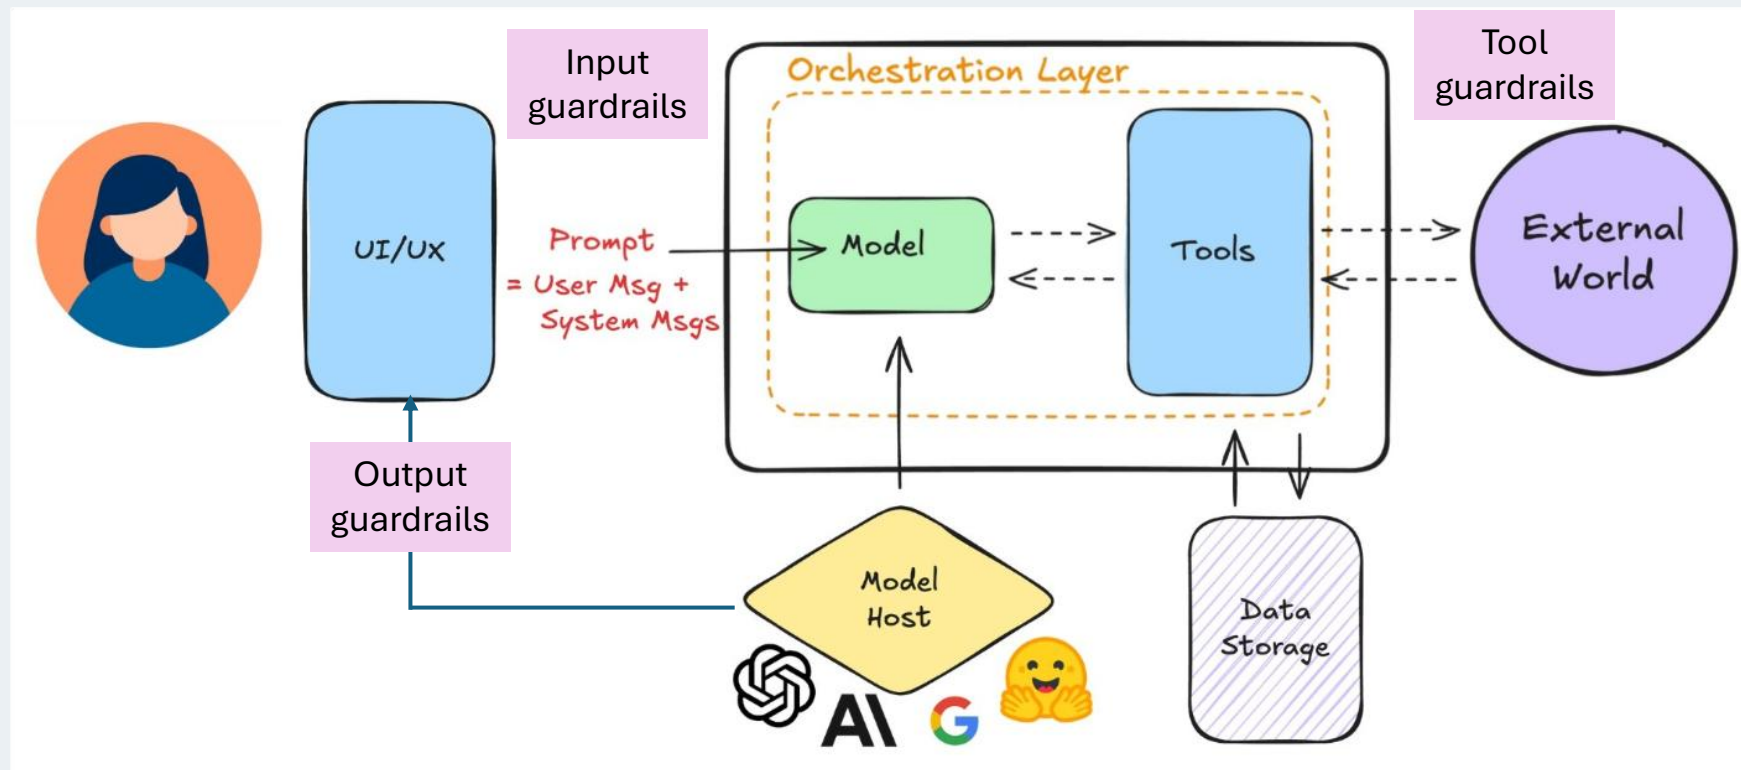 Input
guardrails
Tool
guardrails
Orchestration Layer
UI/UX
Prompt
= User Msg +
System Msgs
Model
Tools
External
World
Output
guardrails
Model
Host
Data
Storage
AI
G